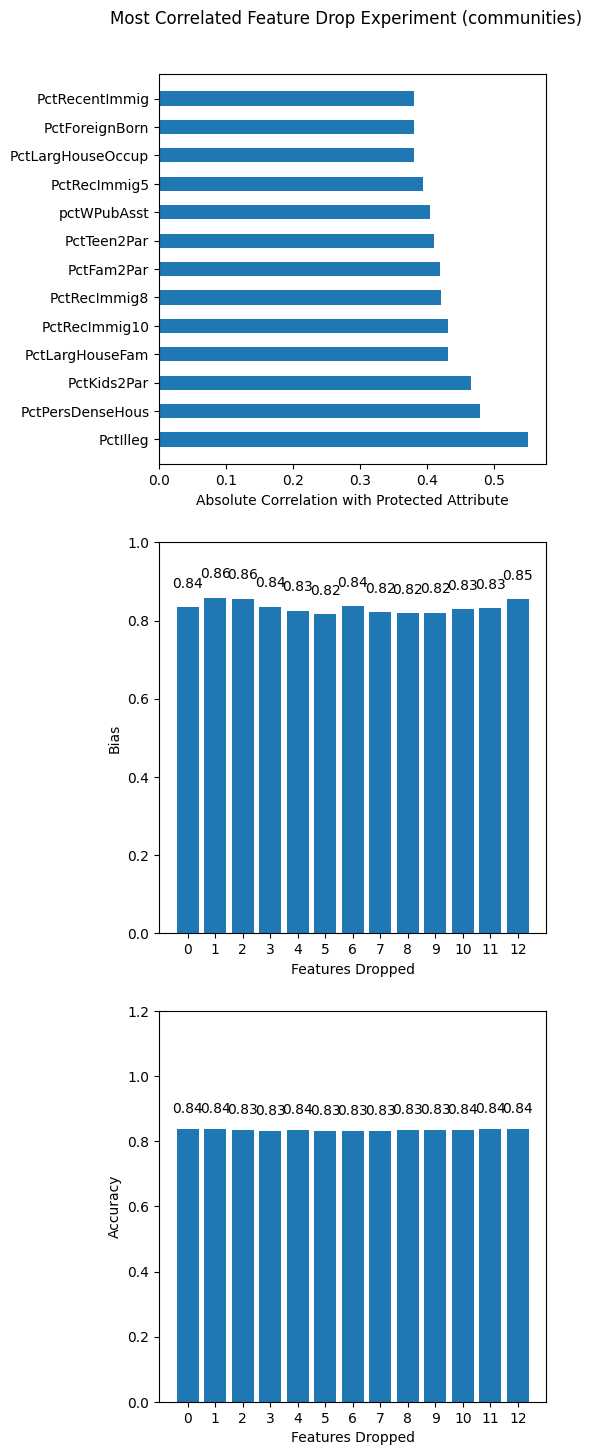 Most Correlated Feature Drop Experiment (communities)
PctRecentImmig
PctForeignBorn
PctLargHouseOccup
PctRecImmig5
pctWPubAsst
PctTeen2Par
PctFam2Par
PctRecImmig8
PctRecImmig10
PctLargHouseFam
PctKids2Par
PctPersDenseHous
PctIlleg
0.0 0.1 0.2 0.3 0.4 0.5
Absolute Correlation with Protected Attribute
1.0
0.84 0.86 0.86 0.84 0.83 0.82 0.84 0.82 0.82 0.82 0.83 0.83 0.85
0.8
0.6
Bias
0.4
0.2
0.0
0 1 2 3 4 5 6 7 8 9 10 11 12
Features Dropped
1.2
1.0
0.84 0.84 0.83 0.83 0.84 0.83 0.83 0.83 0.83 0.83 0.84 0.84 0.84
0.8
Accuracy
0.6
0.4
0.2
0.0
0 1 2 3 4 5 6 7 8 9 10 11 12
Features Dropped